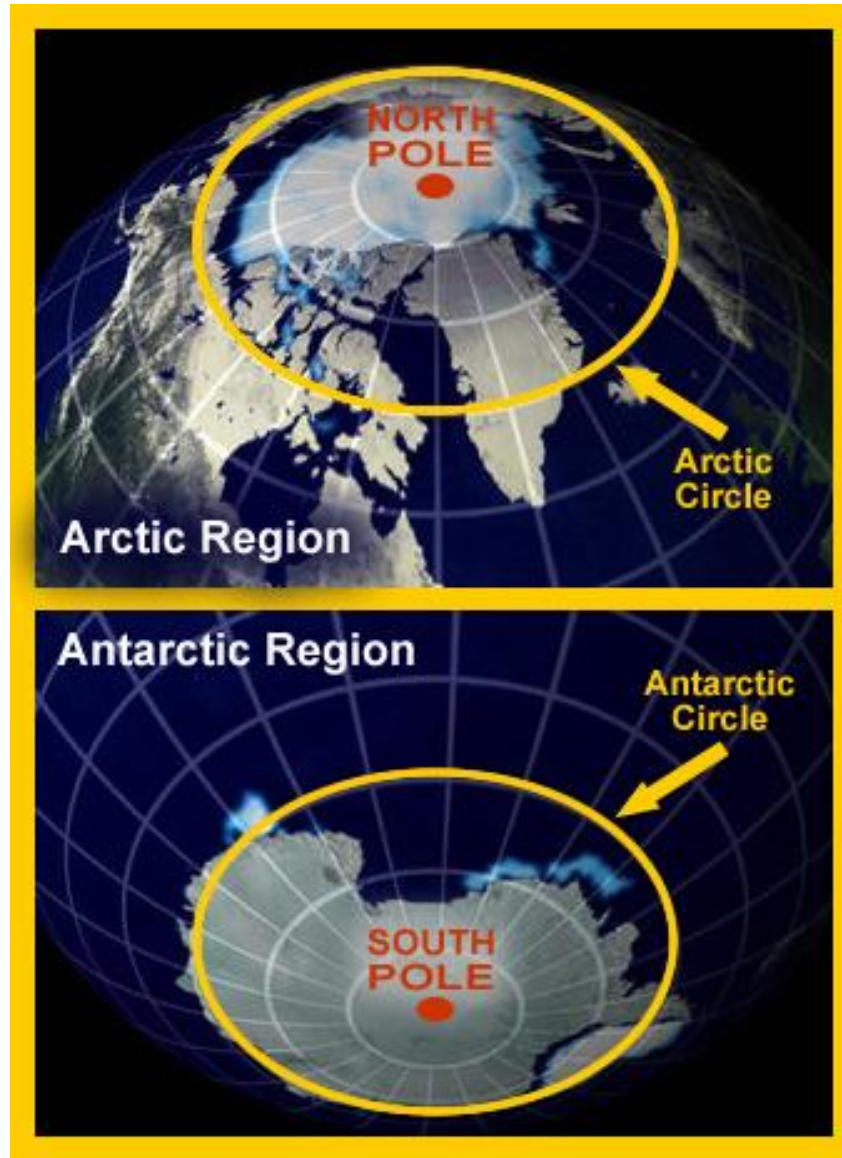 NORTH
POLE
Arctic
Circle
Arctic Region
Antarctic Region
Antarctic
Circle
SOUTH
POLE